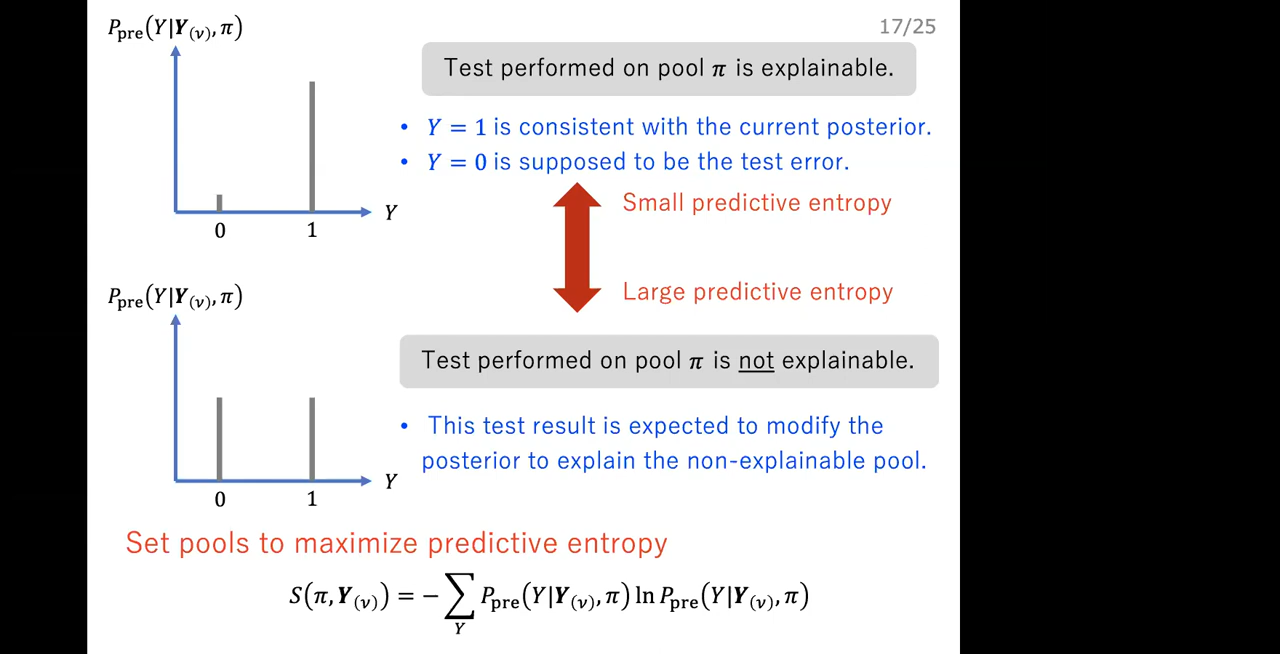 P_pre(Y|Y_(ν), π)
17/25
Test performed on pool π is explainable.
• Y = 1 is consistent with the current posterior.
• Y = 0 is supposed to be the test error.
Small predictive entropy
Y
0 1
Large predictive entropy
P_pre(Y|Y_(ν), π)
Test performed on pool π is not explainable.
• This test result is expected to modify the
posterior to explain the non-explainable pool.
Y
0 1
Set pools to maximize predictive entropy
S(π, Y_(ν)) = − ∑_Y P_pre(Y|Y_(ν), π) ln P_pre(Y|Y_(ν), π)